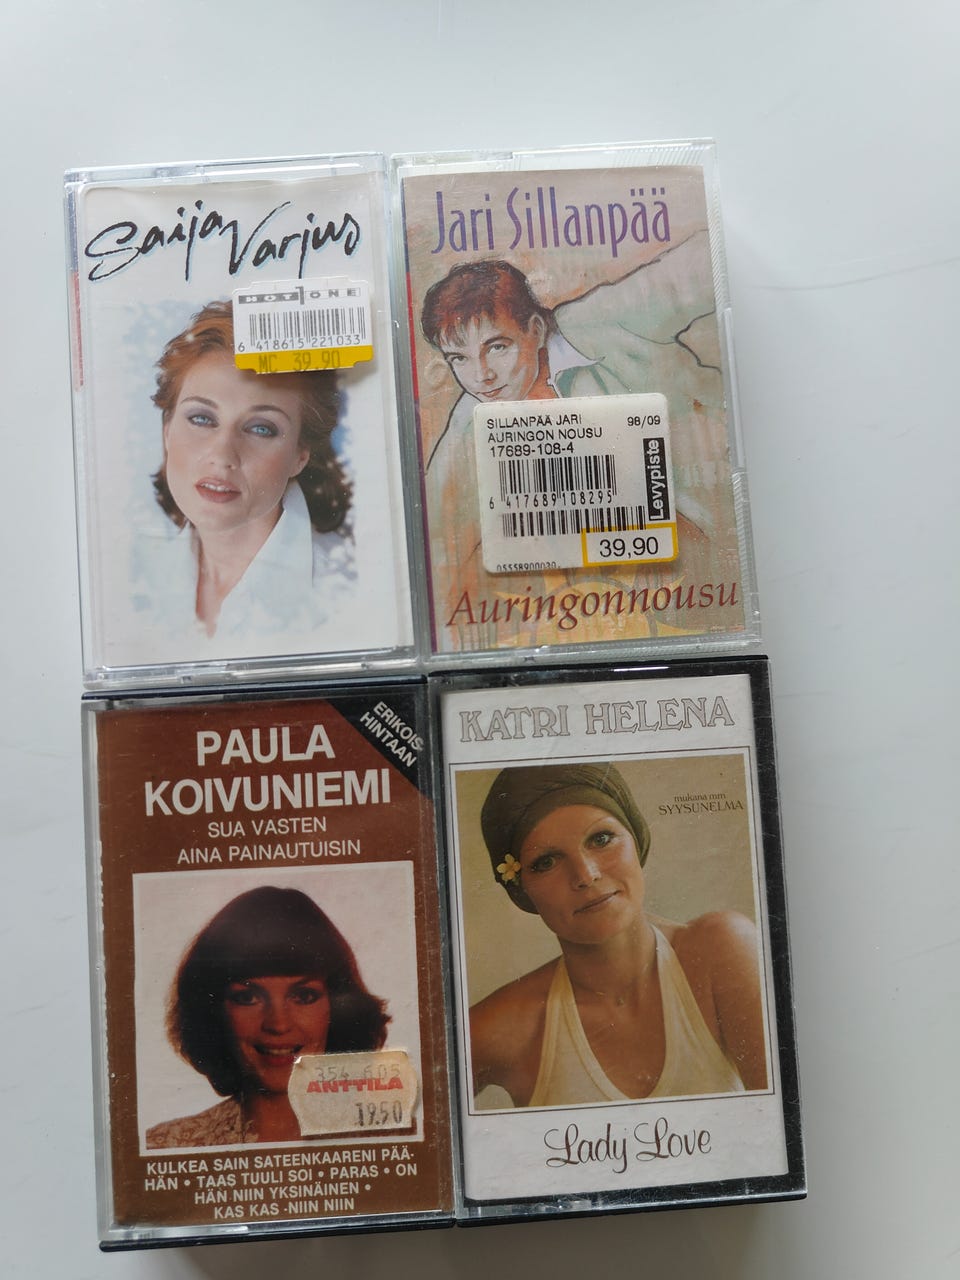 Saija Varjus
HOT ONE
6 418615 221033
MC 39.90
Jari Sillanpää
SILLANPÄÄ JARI 98/09
AURINGON NOUSU
17689-108-4
6 417689 108295
Levypiste
39,90
Auringonnousu
ERIKOIS-
HINTAAN
PAULA
KOIVUNIEMI
SUA VASTEN
AINA PAINAUTUISIN
354 605
ANTTILA
19.50
KULKEA SAIN SATEENKAARENI PÄÄ-
HÄN • TAAS TUULI SOI • PARAS • ON
HÄN NIIN YKSINÄINEN •
KAS KAS -NIIN NIIN
KATRI HELENA
mukana mm
SYYSUNELMA
Lady Love